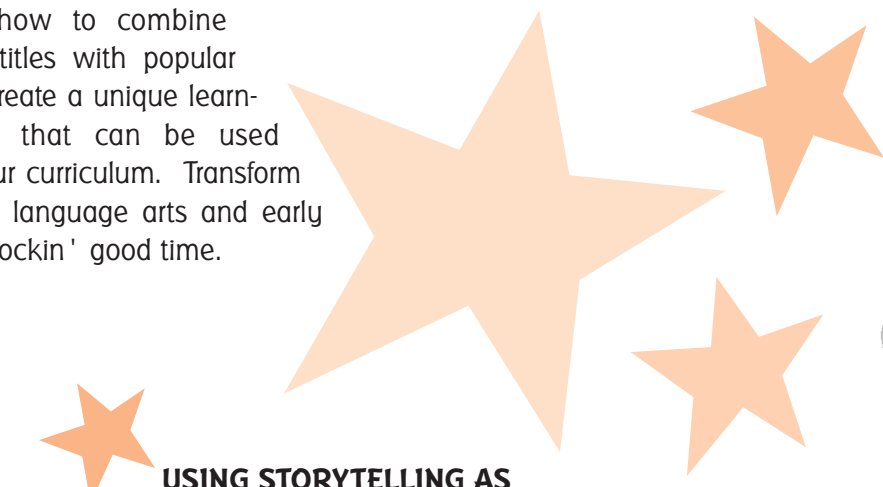 how to combine
titles with popular
reate a unique learn-
that can be used
ur curriculum. Transform
language arts and early
ockin' good time.
USING STORYTELLING AS